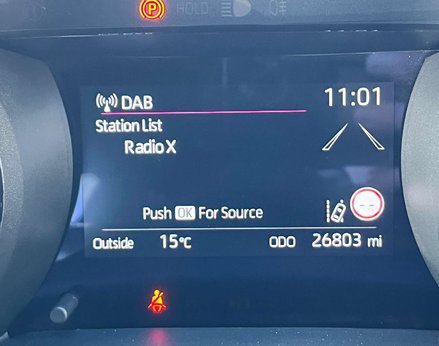 P HOLD
DAB 11:01
Station List
Radio X
Push OK For Source
Outside 15°C ODO 26803 mi